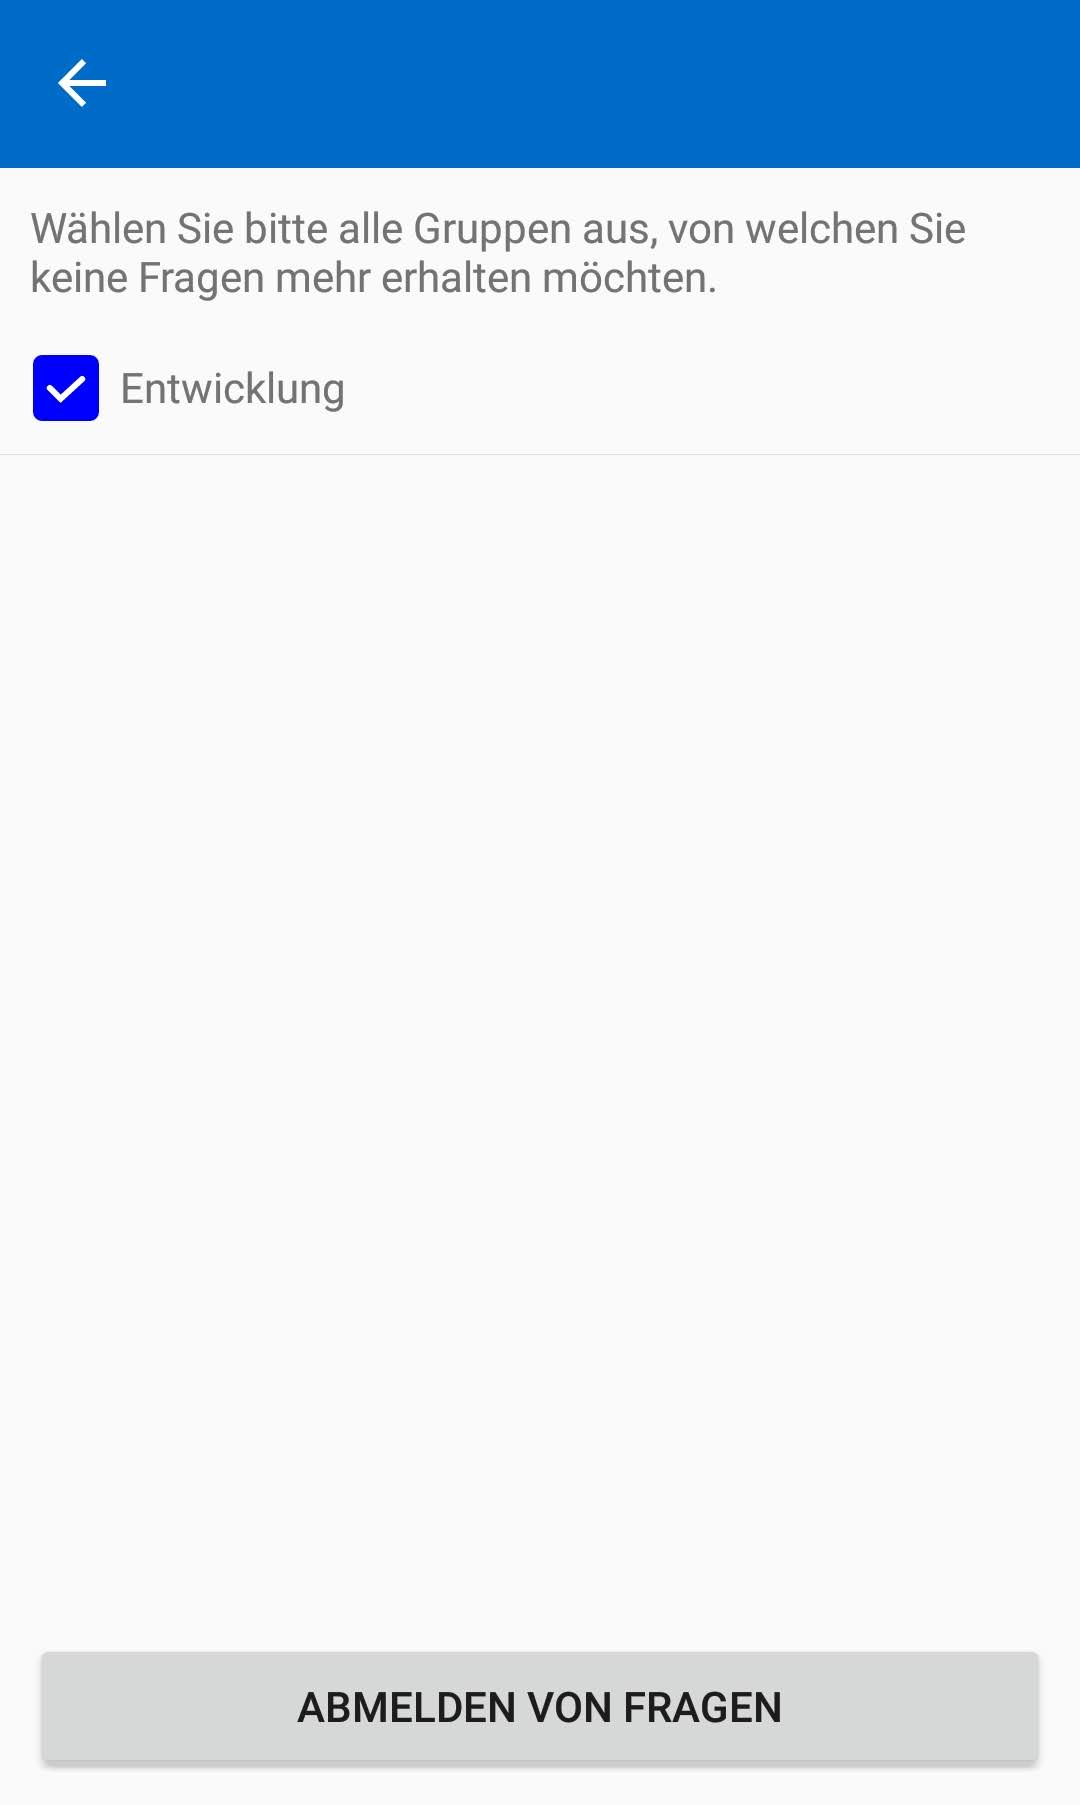 Wählen Sie bitte alle Gruppen aus, von welchen Sie
keine Fragen mehr erhalten möchten.
Entwicklung
ABMELDEN VON FRAGEN